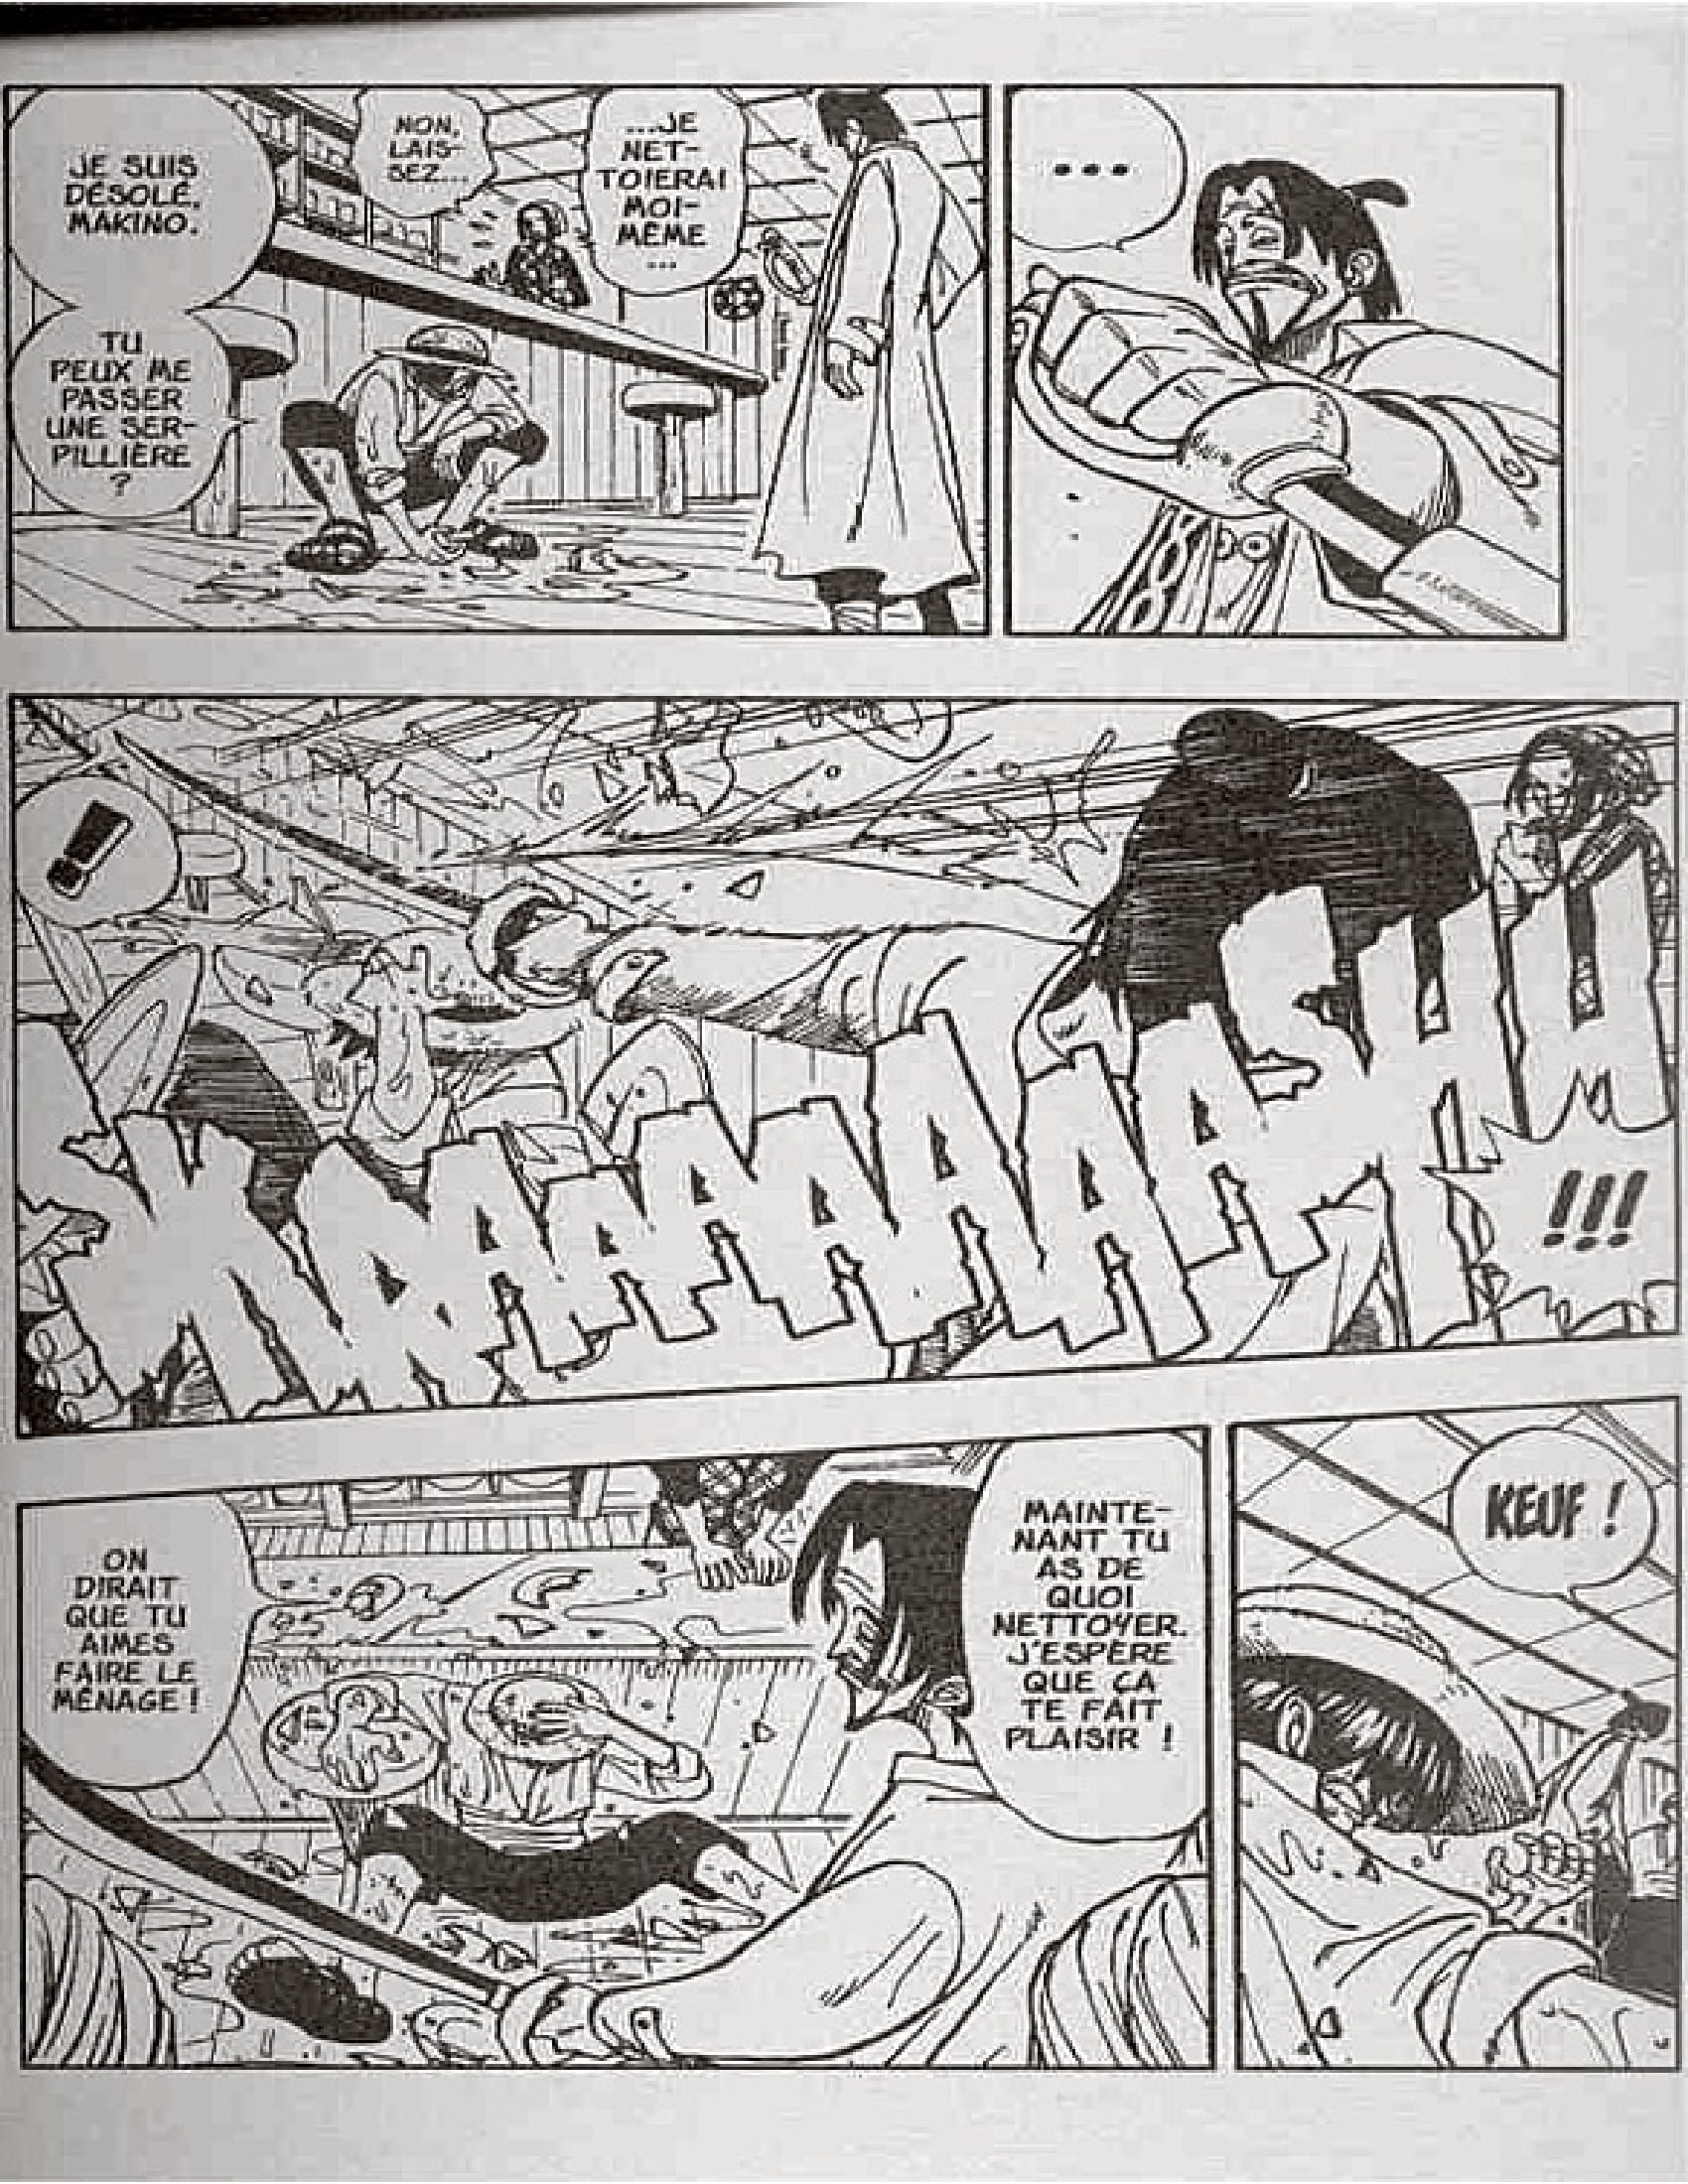 JE SUIS
DÉSOLÉ,
MAKINO.
TU
PEUX ME
PASSER
UNE SER-
PILLIÈRE
?
NON,
LAIS-
SEZ...
...JE
NET-
TOIERAI
MOI-
MÊME
...
...
!
!!!
ON
DIRAIT
QUE TU
AIMES
FAIRE LE
MÉNAGE !
MAINTE-
NANT TU
AS DE
QUOI
NETTOYER.
J'ESPÈRE
QUE ÇA
TE FAIT
PLAISIR !
KEUF !